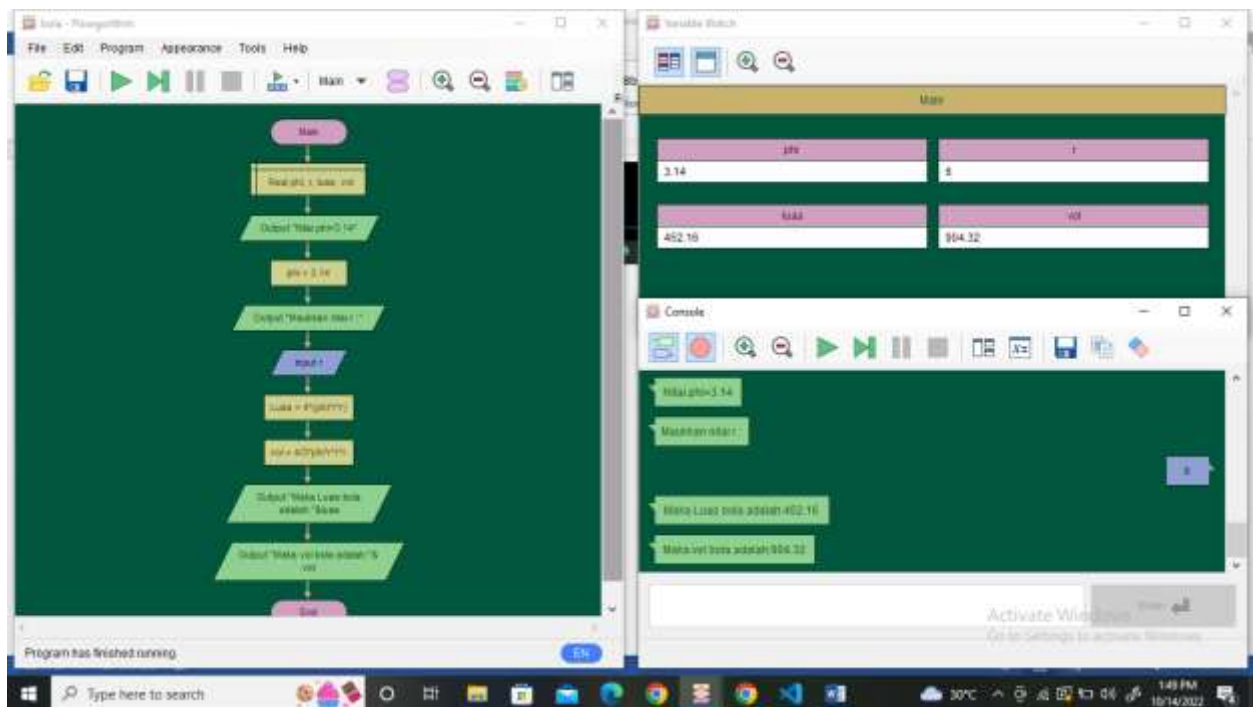 bola - Flowgorithm
File Edit Program Appearance Tools Help
Main
Main
Real phi, r, luas, vol
Output "Nilai phi=3.14"
phi = 3.14
Output "Masukkan nilai r :"
Input r
Output "Maka Luas bola
adalah "&luas
Output "Maka vol bola adalah "&
vol
End
Program has finished running.
EN
Variable Watch
Main
phi
r
3.14
6
luas
vol
452.16
904.32
Console
Nilai phi=3.14
Masukkan nilai r :
6
Maka Luas bola adalah 452.16
Maka vol bola adalah 904.32
Enter
Activate Windows
Go to Settings to activate Windows.
Type here to search
30°C
1:49 PM
10/14/2022